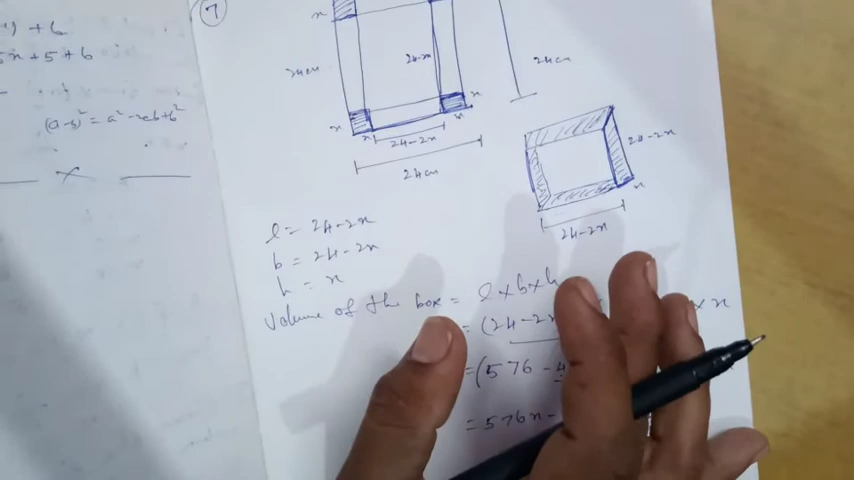 7
+ 6
5x + 5 + 6
(a-b)² = a² - 2ab + b²
x
24cm
24-2x
24cm
x
x
x
x
24-2x
24cm
24-2x
x
24-2x
l = 24-2x
b = 24-2x
h = x
Volume of the box = l × b × h
= (24-2x × x
= (576 - 4
= 576x -